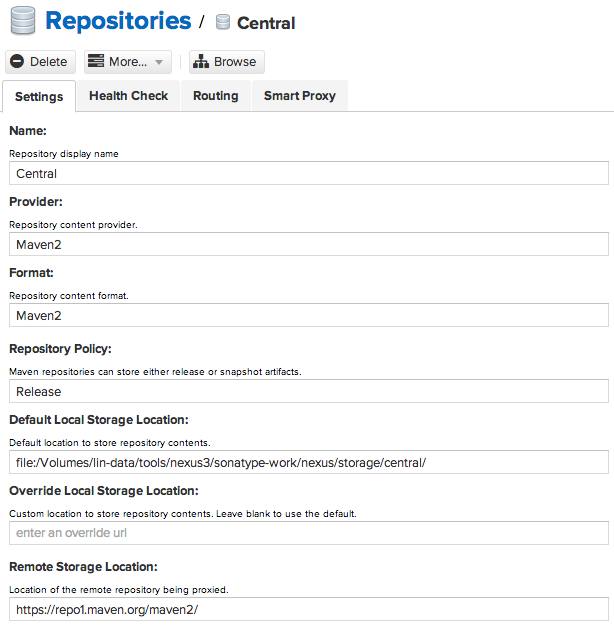 Repositories / Central
Delete More... Browse
Settings Health Check Routing Smart Proxy
Name:
Repository display name
Central
Provider:
Repository content provider.
Maven2
Format:
Repository content format.
Maven2
Repository Policy:
Maven repositories can store either release or snapshot artifacts.
Release
Default Local Storage Location:
Default location to store repository contents.
file:/Volumes/lin-data/tools/nexus3/sonatype-work/nexus/storage/central/
Override Local Storage Location:
Custom location to store repository contents. Leave blank to use the default.
enter an override url
Remote Storage Location:
Location of the remote repository being proxied.
https://repo1.maven.org/maven2/